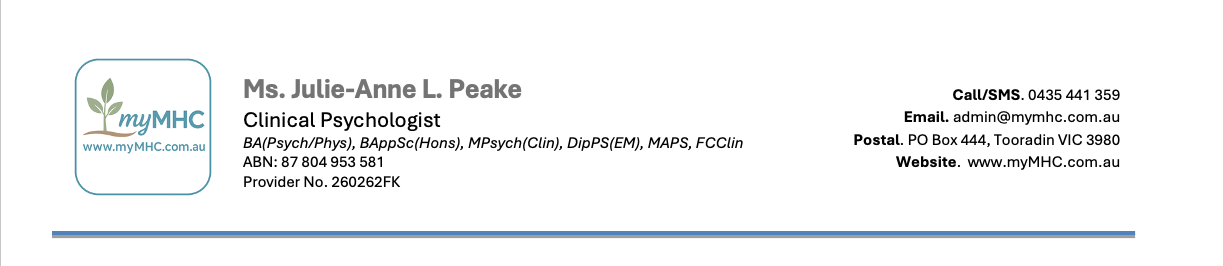 myMHC
www.myMHC.com.au
Ms. Julie-Anne L. Peake
Clinical Psychologist
BA(Psych/Phys), BAppSc(Hons), MPsych(Clin), DipPS(EM), MAPS, FCClin
ABN: 87 804 953 581
Provider No. 260262FK
Call/SMS. 0435 441 359
Email. admin@mymhc.com.au
Postal. PO Box 444, Tooradin VIC 3980
Website.  www.myMHC.com.au